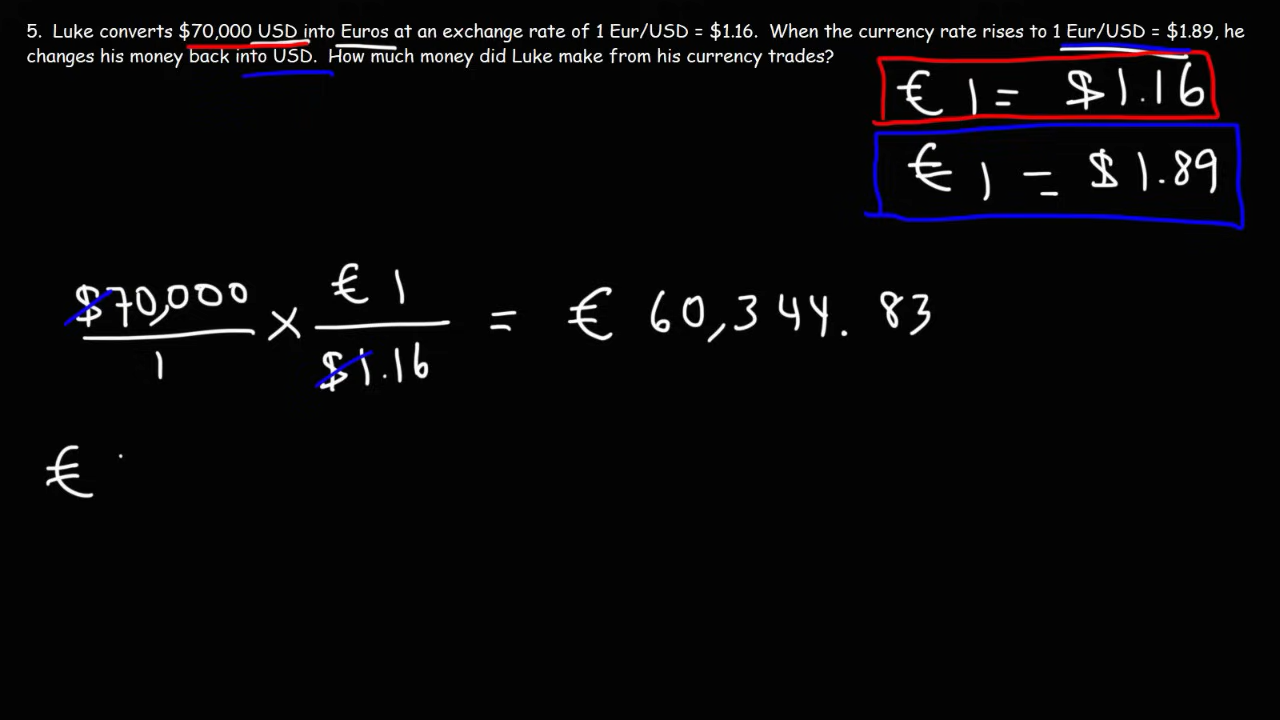 5. Luke converts $70,000 USD into Euros at an exchange rate of 1 Eur/USD = $1.16. When the currency rate rises to 1 Eur/USD = $1.89, he
changes his money back into USD. How much money did Luke make from his currency trades?
€ 1 = $1.16
€ 1 = $1.89
$70,000 / 1 × € 1 / $1.16 = € 60,344.83
€